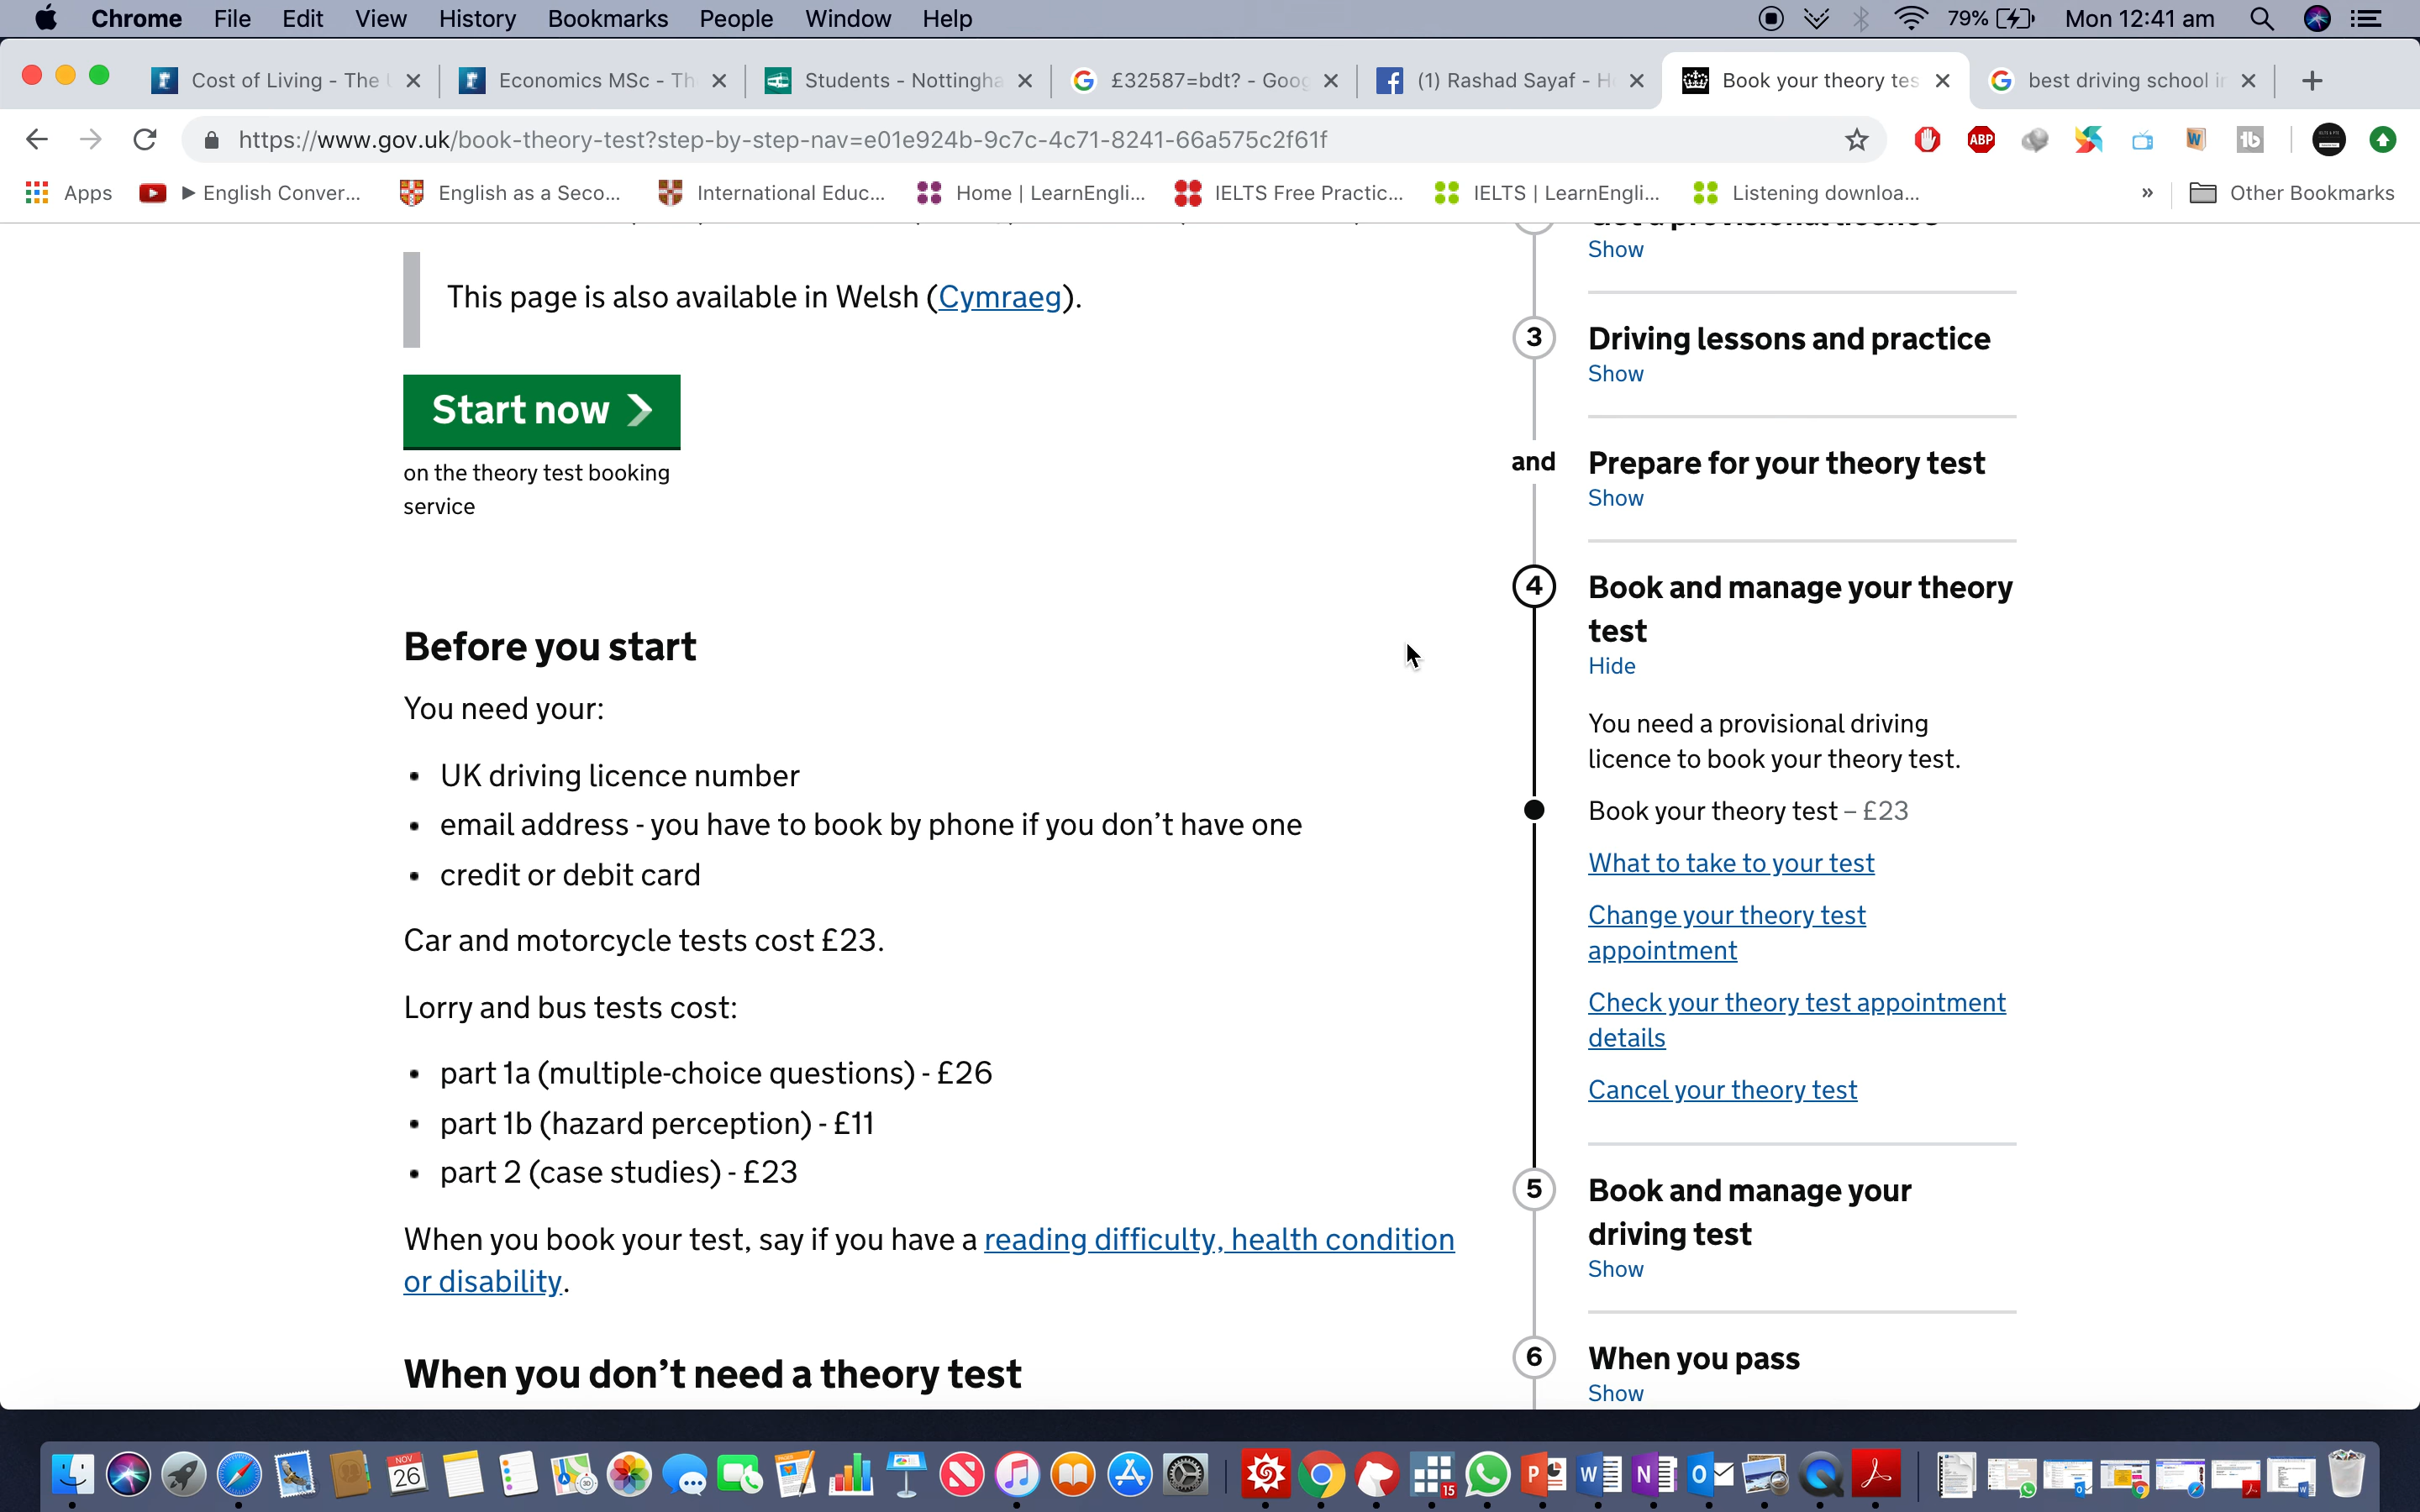 Chrome File Edit View History Bookmarks People Window Help 79% Mon 12:41 am
Cost of Living - The
Economics MSc - Th
Students - Nottingha
£32587=bdt? - Goog
(1) Rashad Sayaf - H
Book your theory tes
best driving school in
https://www.gov.uk/book-theory-test?step-by-step-nav=e01e924b-9c7c-4c71-8241-66a575c2f61f
ABP
Apps
▶ English Conver...
English as a Seco...
International Educ...
Home | LearnEngli...
IELTS Free Practic...
IELTS | LearnEngli...
Listening downloa...
»
Other Bookmarks
This page is also available in Welsh (Cymraeg).
Start now
on the theory test booking
service
Before you start
You need your:
• UK driving licence number
• email address - you have to book by phone if you don’t have one
• credit or debit card
Car and motorcycle tests cost £23.
Lorry and bus tests cost:
• part 1a (multiple-choice questions) - £26
• part 1b (hazard perception) - £11
• part 2 (case studies) - £23
When you book your test, say if you have a reading difficulty, health condition
or disability.
When you don’t need a theory test
Show
3 Driving lessons and practice
Show
and Prepare for your theory test
Show
4 Book and manage your theory
test
Hide
You need a provisional driving
licence to book your theory test.
Book your theory test – £23
What to take to your test
Change your theory test
appointment
Check your theory test appointment
details
Cancel your theory test
5 Book and manage your
driving test
Show
6 When you pass
Show
NOV
26
15